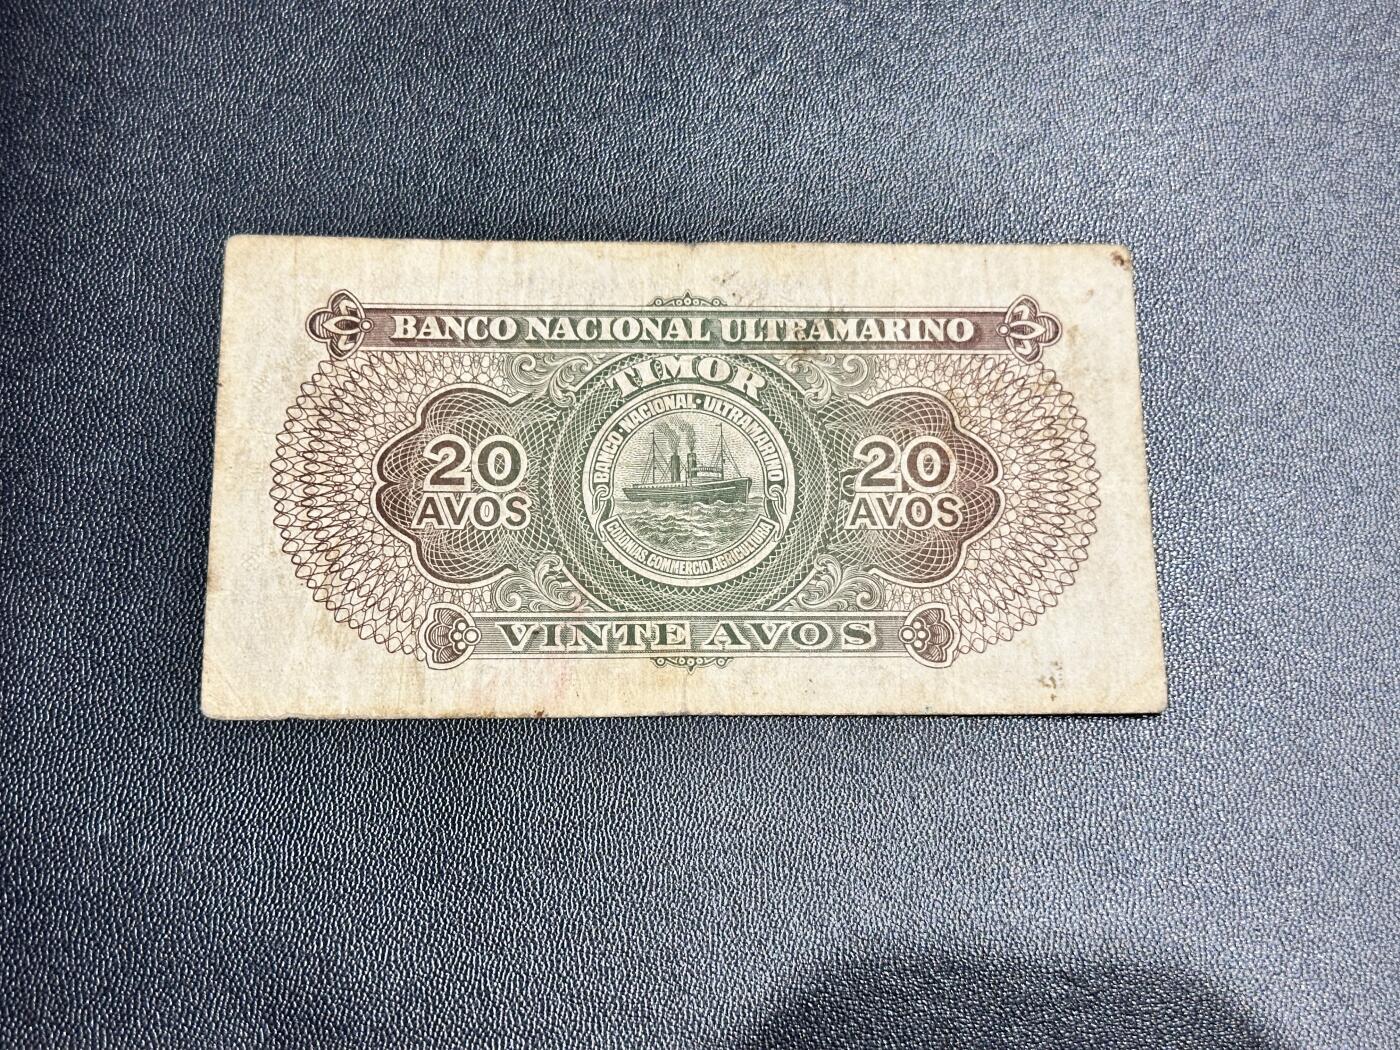 BANCO NACIONAL ULTRAMARINO
TIMOR
BANCO·NACIONAL·ULTRAMARINO
COLONIAS, COMMERCIO, AGRICULTURA
20
AVOS
20
AVOS
VINTE AVOS